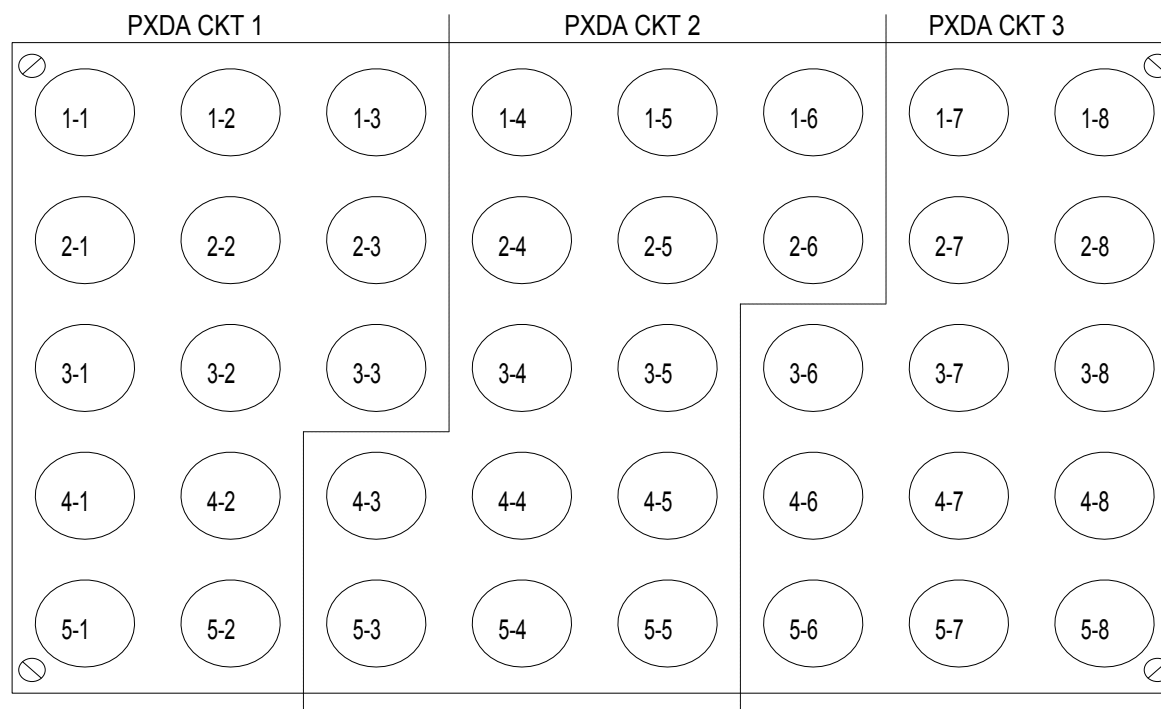 PXDA CKT 1 PXDA CKT 2 PXDA CKT 3
1-1 1-2 1-3 1-4 1-5 1-6 1-7 1-8
2-1 2-2 2-3 2-4 2-5 2-6 2-7 2-8
3-1 3-2 3-3 3-4 3-5 3-6 3-7 3-8
4-1 4-2 4-3 4-4 4-5 4-6 4-7 4-8
5-1 5-2 5-3 5-4 5-5 5-6 5-7 5-8